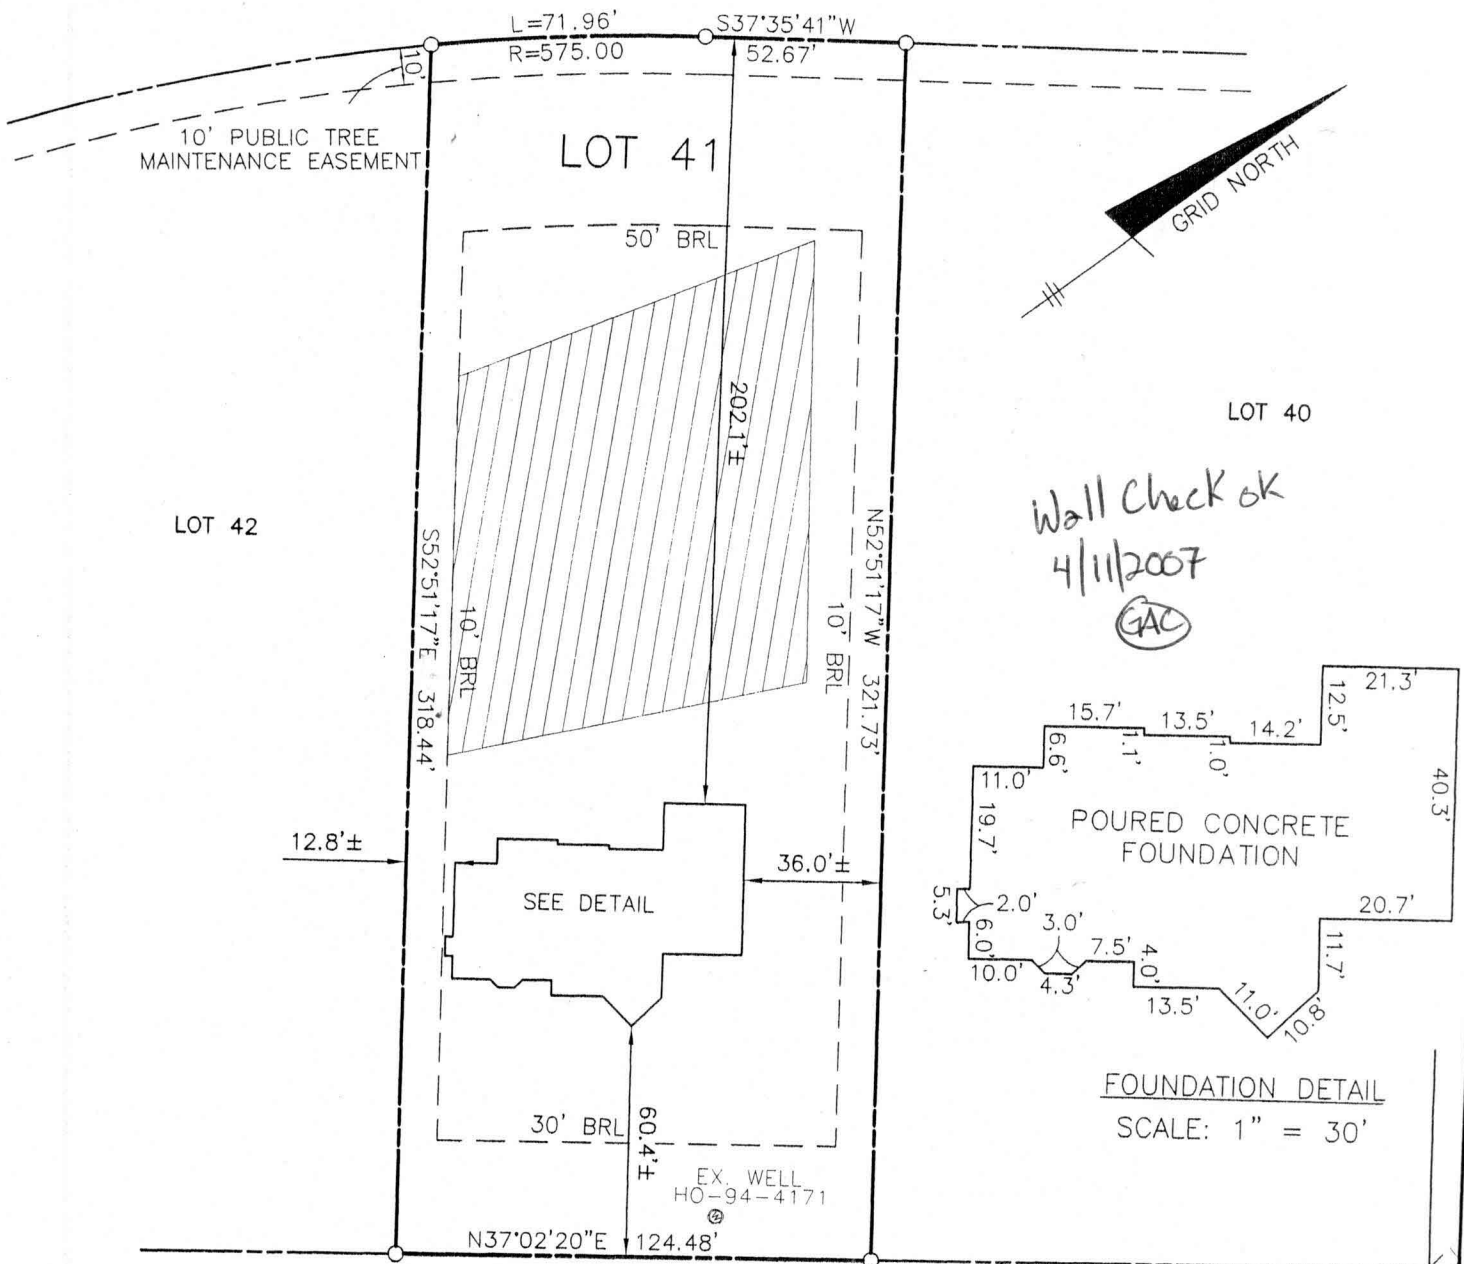 L=71.96'
S37°35'41"W
R=575.00
52.67'
10'
10' PUBLIC TREE
MAINTENANCE EASEMENT
LOT 41
GRID NORTH
50' BRL
202.1'±
LOT 40
LOT 42
Wall Check ok
4/11/2007
GAC
S52°51'17"E 318.44'
10' BRL
10' BRL
N52°51'17"W 321.73'
12.8'±
SEE DETAIL
36.0'±
21.3'
12.5'
15.7'
13.5'
14.2'
6.6'
1.1'
1.0'
11.0'
40.3'
19.7'
POURED CONCRETE
FOUNDATION
5.3'
2.0'
6.0'
3.0'
20.7'
7.5'
4.0'
11.7'
10.0'
4.3'
13.5'
11.0'
10.8'
FOUNDATION DETAIL
SCALE: 1" = 30'
30' BRL
60.4'±
EX. WELL
HO-94-4171
W
N37°02'20"E 124.48'